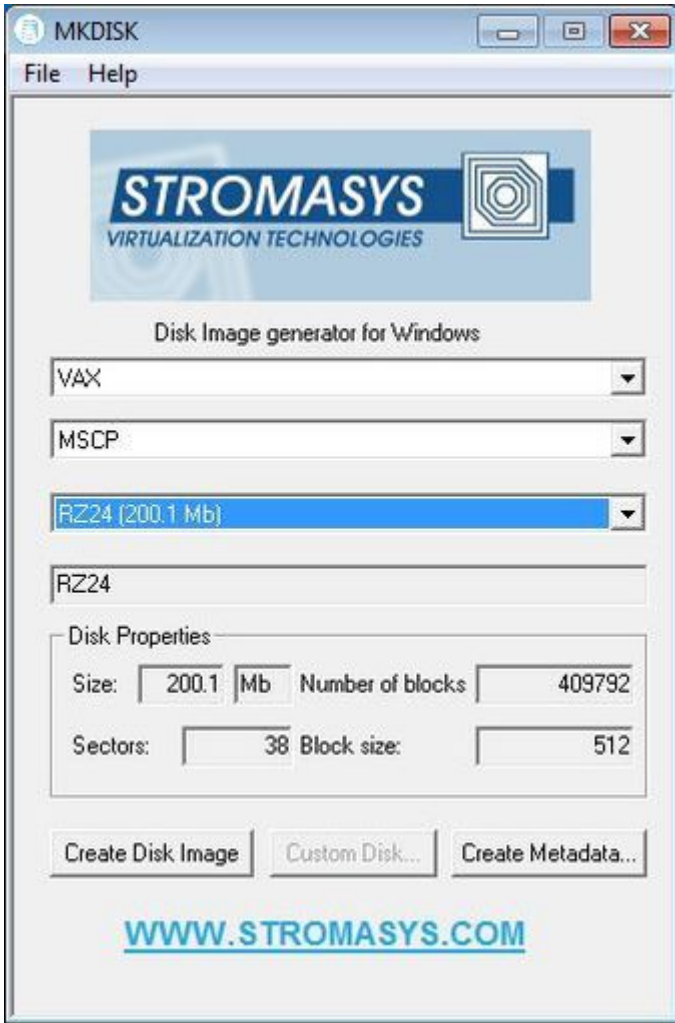 MKDISK
File Help
STROMASYS
VIRTUALIZATION TECHNOLOGIES
Disk Image generator for Windows
VAX
MSCP
RZ24 (200.1 Mb)
RZ24
Disk Properties
Size: 200.1 Mb Number of blocks 409792
Sectors: 38 Block size: 512
Create Disk Image Custom Disk... Create Metadata...
WWW.STROMASYS.COM